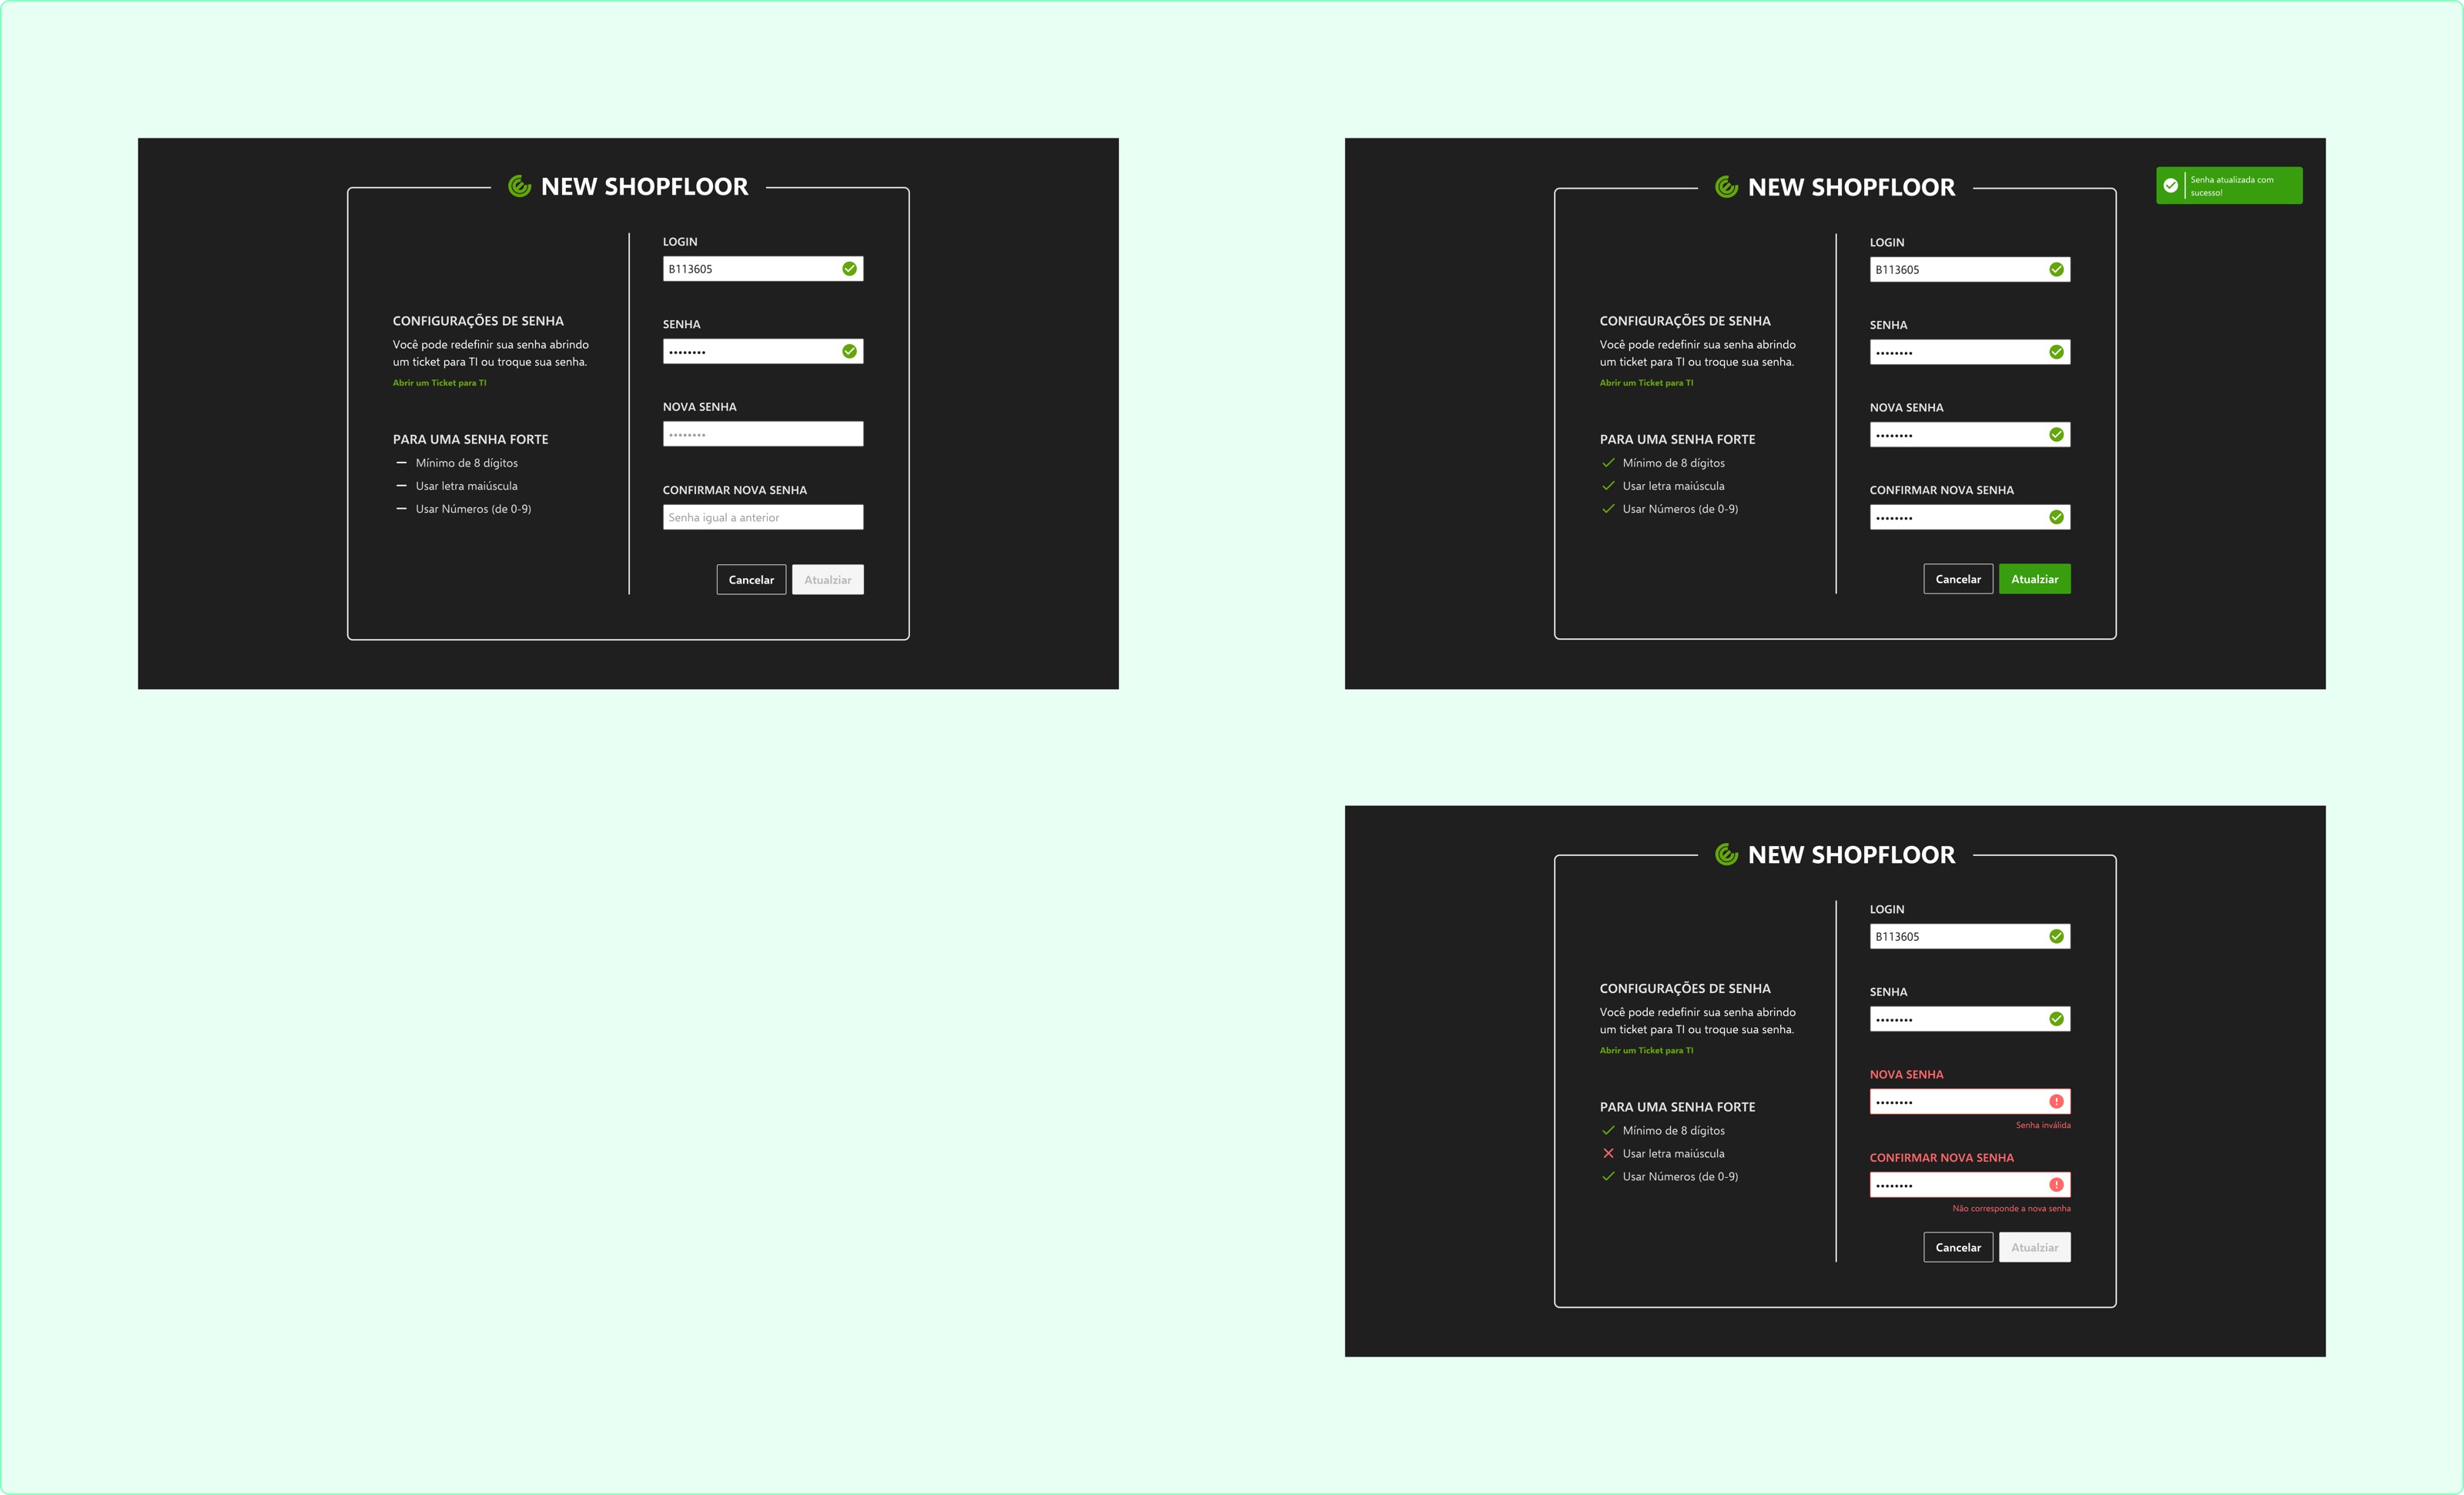 NEW SHOPFLOOR
CONFIGURAÇÕES DE SENHA
Você pode redefinir sua senha abrindo
um ticket para TI ou troque sua senha.
Abrir um Ticket para TI
PARA UMA SENHA FORTE
Mínimo de 8 dígitos
Usar letra maiúscula
Usar Números (de 0-9)
LOGIN
B113605
SENHA
••••••••
NOVA SENHA
••••••••
CONFIRMAR NOVA SENHA
Senha igual a anterior
Cancelar
Atualziar
NEW SHOPFLOOR
Senha atualizada com
sucesso!
CONFIGURAÇÕES DE SENHA
Você pode redefinir sua senha abrindo
um ticket para TI ou troque sua senha.
Abrir um Ticket para TI
PARA UMA SENHA FORTE
Mínimo de 8 dígitos
Usar letra maiúscula
Usar Números (de 0-9)
LOGIN
B113605
SENHA
••••••••
NOVA SENHA
••••••••
CONFIRMAR NOVA SENHA
••••••••
Cancelar
Atualziar
NEW SHOPFLOOR
CONFIGURAÇÕES DE SENHA
Você pode redefinir sua senha abrindo
um ticket para TI ou troque sua senha.
Abrir um Ticket para TI
PARA UMA SENHA FORTE
Mínimo de 8 dígitos
Usar letra maiúscula
Usar Números (de 0-9)
LOGIN
B113605
SENHA
••••••••
NOVA SENHA
••••••••
Senha inválida
CONFIRMAR NOVA SENHA
••••••••
Não corresponde a nova senha
Cancelar
Atualziar